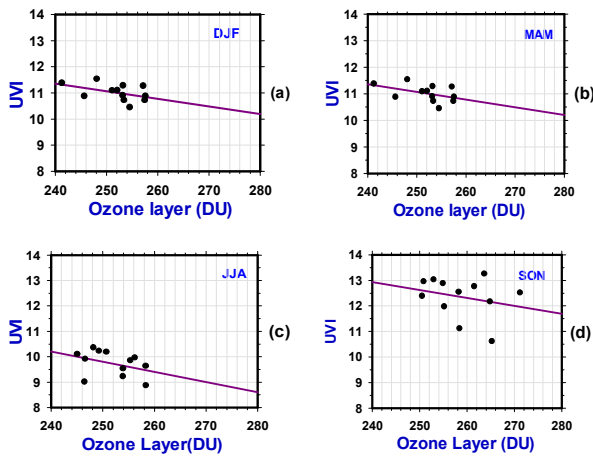 14
13
12
11
10
9
8
UVI
DJF
(a)
240 250 260 270 280
Ozone layer (DU)
14
13
12
11
10
9
8
UVI
MAM
(b)
240 250 260 270 280
Ozone layer (DU)
14
13
12
11
10
9
8
UVI
JJA
(c)
240 250 260 270 280
Ozone Layer(DU)
14
13
12
11
10
9
8
UVI
SON
(d)
240 250 260 270 280
Ozone Layer (DU)